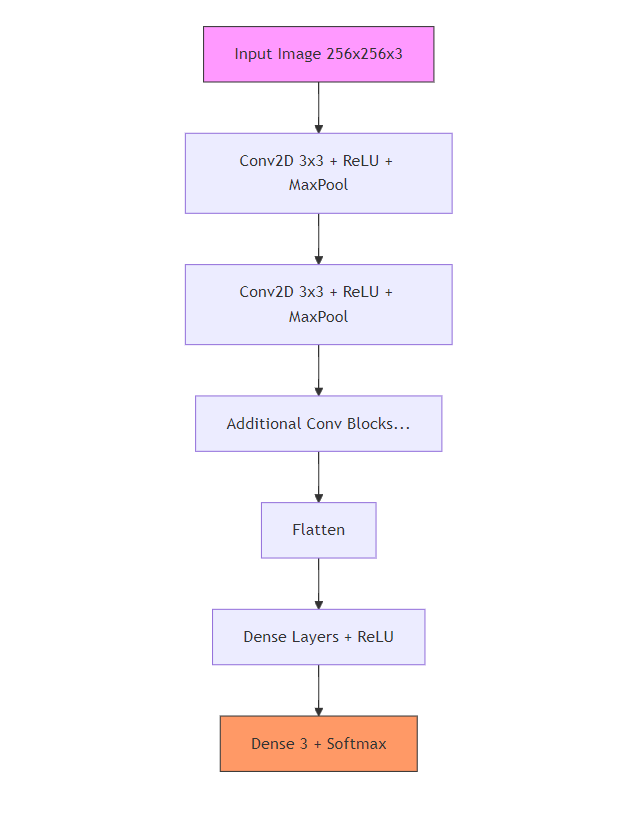 Input Image 256x256x3
Conv2D 3x3 + ReLU +
MaxPool
Conv2D 3x3 + ReLU +
MaxPool
Additional Conv Blocks...
Flatten
Dense Layers + ReLU
Dense 3 + Softmax